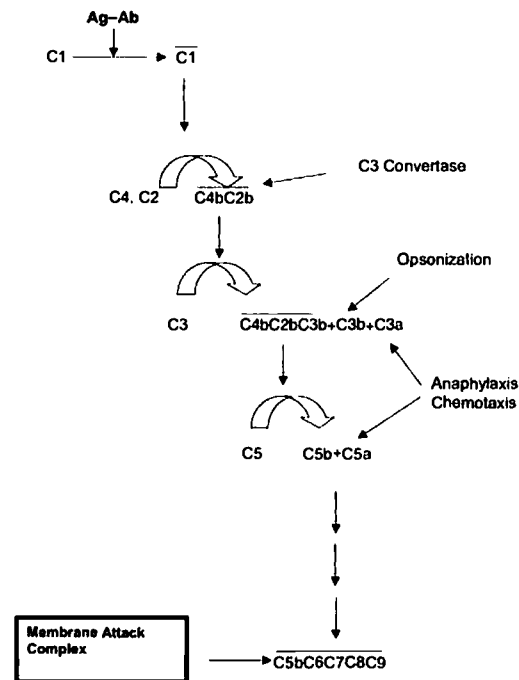 Ag–Ab
C1 C1
C3 Convertase
C4, C2 C4bC2b
Opsonization
C3 C4bC2bC3b+C3b+C3a
Anaphylaxis
Chemotaxis
C5 C5b+C5a
Membrane Attack
Complex
C5bC6C7C8C9